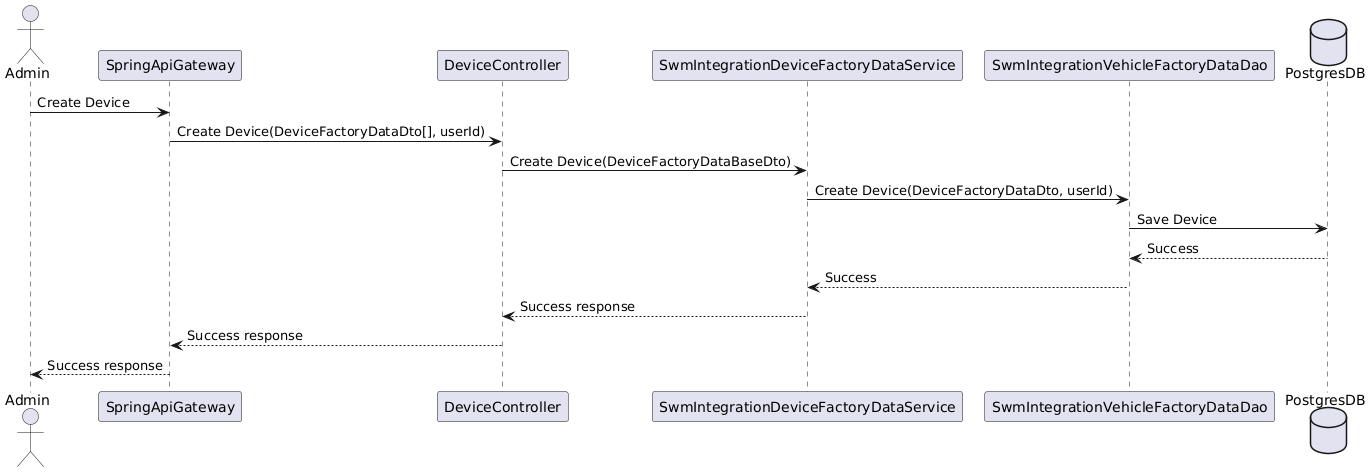 Admin
SpringApiGateway
DeviceController
SwmIntegrationDeviceFactoryDataService
SwmIntegrationVehicleFactoryDataDao
PostgresDB
Create Device
Create Device(DeviceFactoryDataDto[], userId)
Create Device(DeviceFactoryDataBaseDto)
Create Device(DeviceFactoryDataDto, userId)
Save Device
Success
Success
Success response
Success response
Success response
Admin
SpringApiGateway
DeviceController
SwmIntegrationDeviceFactoryDataService
SwmIntegrationVehicleFactoryDataDao
PostgresDB